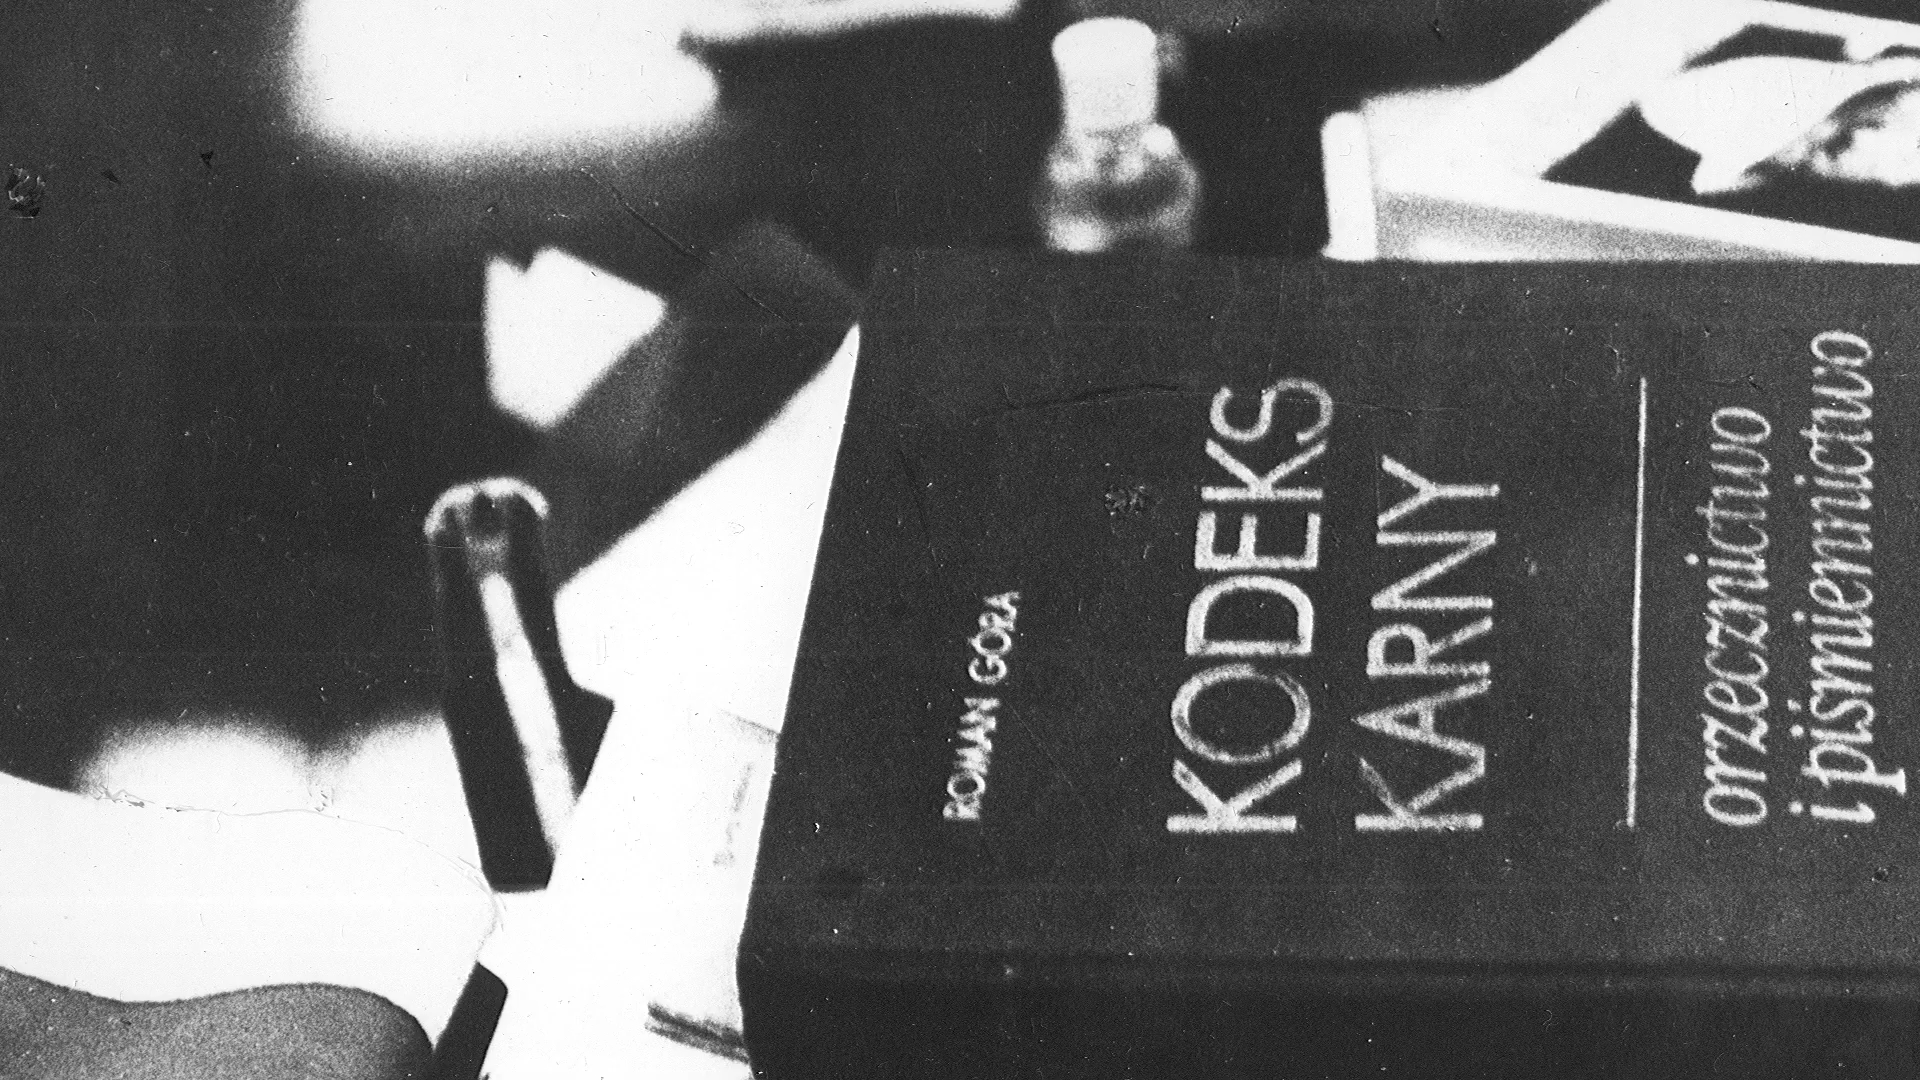 ROMAN GÓRA
KODEKS
KARNY
orzecznictwo
i piśmiennictwo